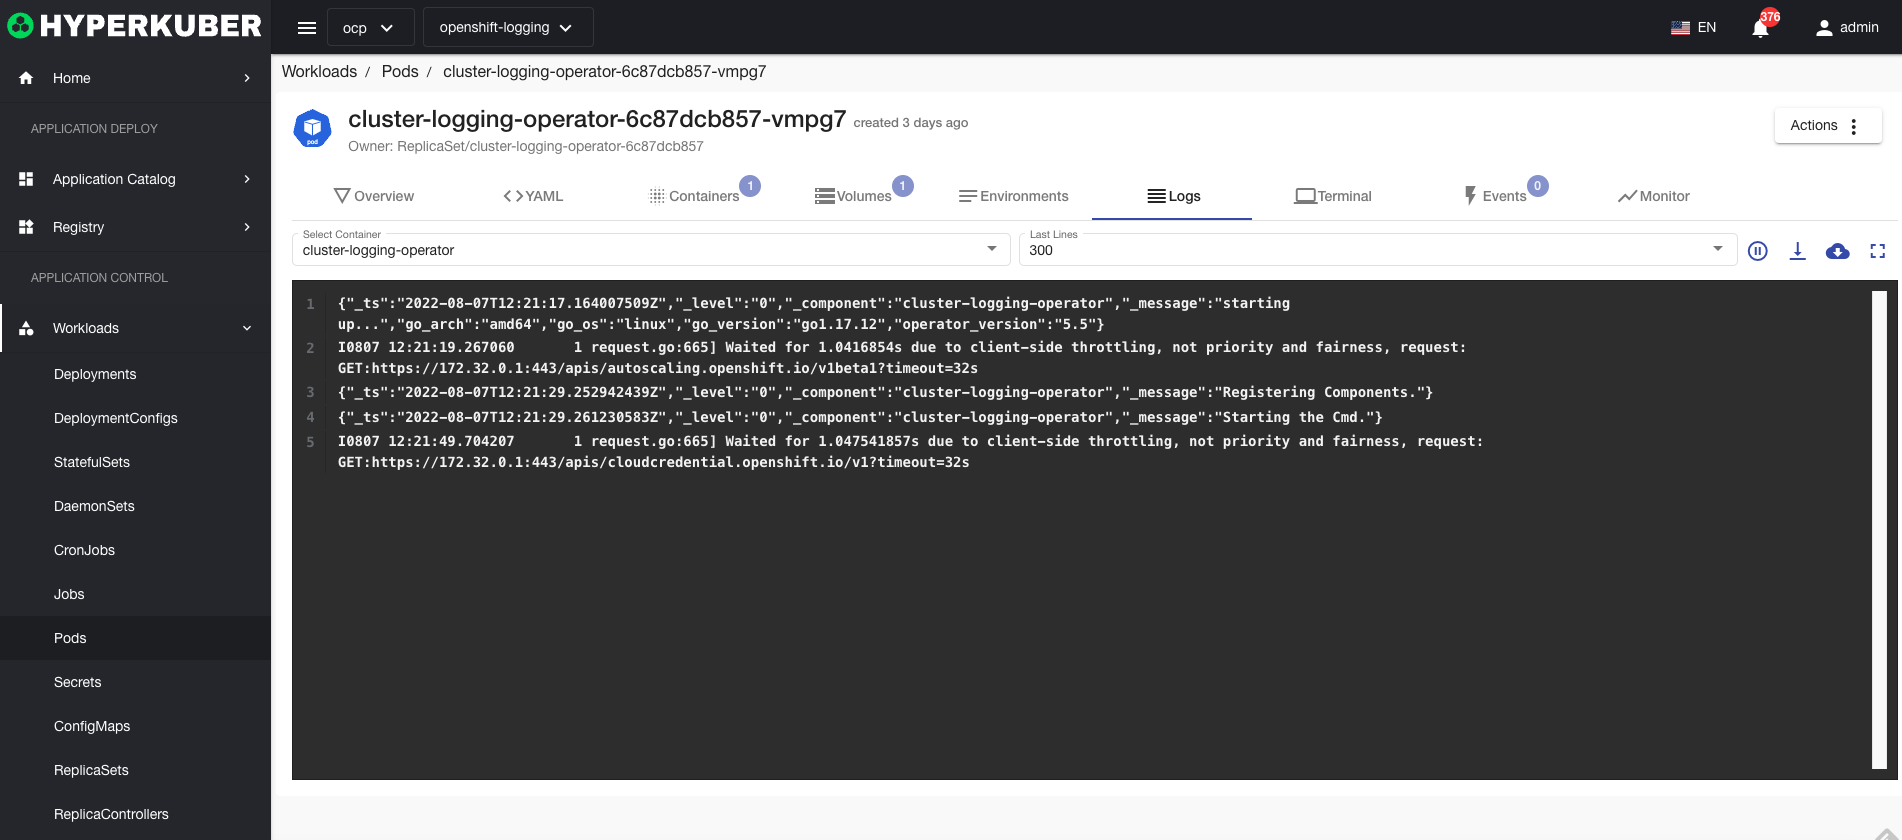 HYPERKUBER
ocp
openshift-logging
EN
376
admin
Home
APPLICATION DEPLOY
Application Catalog
Registry
APPLICATION CONTROL
Workloads
Deployments
DeploymentConfigs
StatefulSets
DaemonSets
CronJobs
Jobs
Pods
Secrets
ConfigMaps
ReplicaSets
ReplicaControllers
Workloads / Pods / cluster-logging-operator-6c87dcb857-vmpg7
pod
cluster-logging-operator-6c87dcb857-vmpg7 created 3 days ago
Owner: ReplicaSet/cluster-logging-operator-6c87dcb857
Actions
Overview
YAML
Containers 1
Volumes 1
Environments
Logs
Terminal
Events 0
Monitor
Select Container
cluster-logging-operator
Last Lines
300
1 {"_ts":"2022-08-07T12:21:17.164007509Z","_level":"0","_component":"cluster-logging-operator","_message":"starting
up...","go_arch":"amd64","go_os":"linux","go_version":"go1.17.12","operator_version":"5.5"}
2 I0807 12:21:19.267060       1 request.go:665] Waited for 1.0416854s due to client-side throttling, not priority and fairness, request:
GET:https://172.32.0.1:443/apis/autoscaling.openshift.io/v1beta1?timeout=32s
3 {"_ts":"2022-08-07T12:21:29.252942439Z","_level":"0","_component":"cluster-logging-operator","_message":"Registering Components."}
4 {"_ts":"2022-08-07T12:21:29.261230583Z","_level":"0","_component":"cluster-logging-operator","_message":"Starting the Cmd."}
5 I0807 12:21:49.704207       1 request.go:665] Waited for 1.047541857s due to client-side throttling, not priority and fairness, request:
GET:https://172.32.0.1:443/apis/cloudcredential.openshift.io/v1?timeout=32s